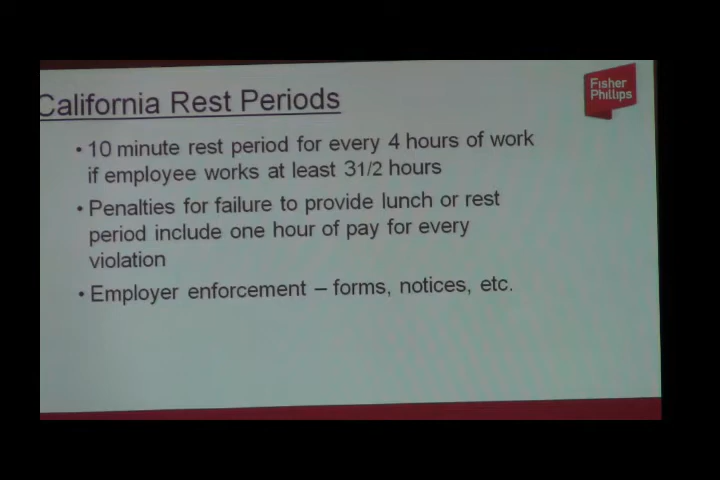 California Rest Periods
Fisher
Phillips
• 10 minute rest period for every 4 hours of work
if employee works at least 31/2 hours
• Penalties for failure to provide lunch or rest
period include one hour of pay for every
violation
• Employer enforcement – forms, notices, etc.